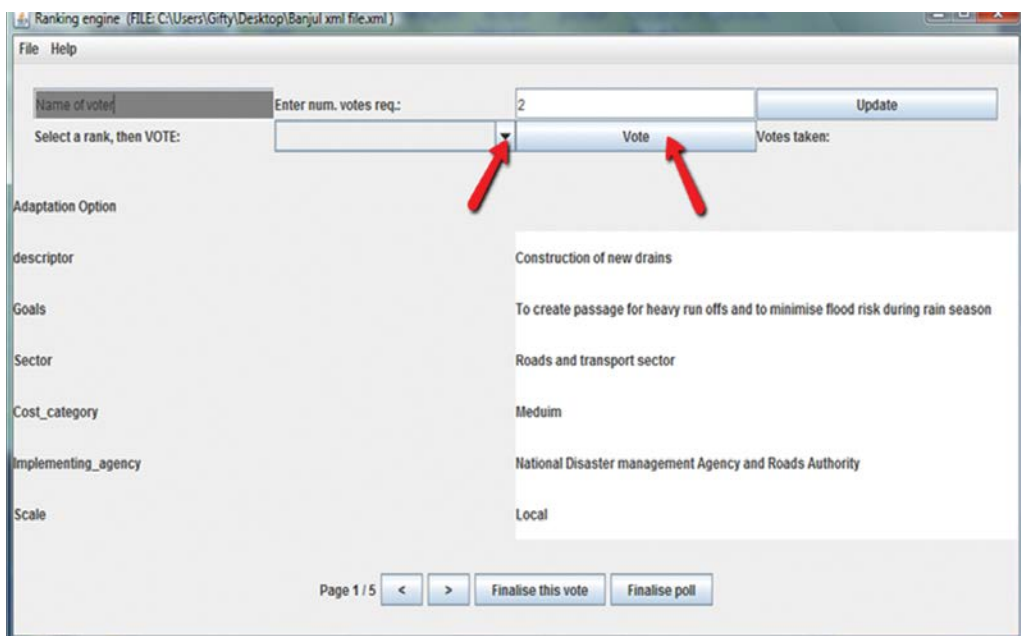 Ranking engine (FILE: C:\Users\Gifty\Desktop\Banjul xml file.xml )
File Help
Name of voter Enter num. votes req.: 2 Update
Select a rank, then VOTE: Vote Votes taken:
Adaptation Option
descriptor Construction of new drains
Goals To create passage for heavy run offs and to minimise flood risk during rain season
Sector Roads and transport sector
Cost_category Meduim
Implementing_agency National Disaster management Agency and Roads Authority
Scale Local
Page 1 / 5 < > Finalise this vote Finalise poll